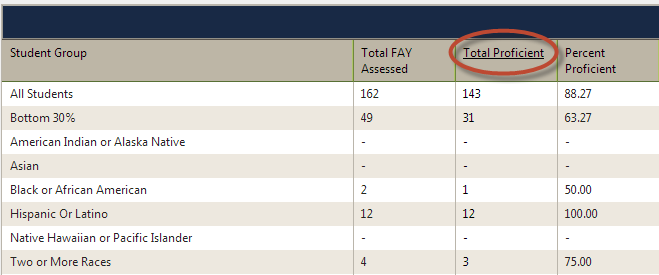 Student Group Total FAY Assessed Total Proficient Percent Proficient
All Students 162 143 88.27
Bottom 30% 49 31 63.27
American Indian or Alaska Native - - -
Asian - - -
Black or African American 2 1 50.00
Hispanic Or Latino 12 12 100.00
Native Hawaiian or Pacific Islander - - -
Two or More Races 4 3 75.00